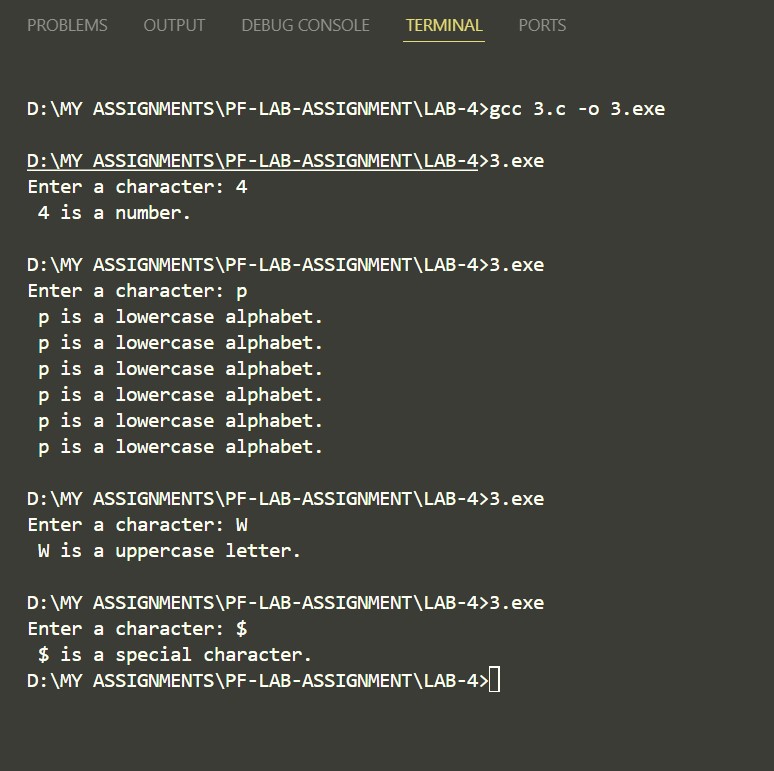 PROBLEMS OUTPUT DEBUG CONSOLE TERMINAL PORTS
D:\MY ASSIGNMENTS\PF-LAB-ASSIGNMENT\LAB-4>gcc 3.c -o 3.exe
D:\MY ASSIGNMENTS\PF-LAB-ASSIGNMENT\LAB-4>3.exe
Enter a character: 4
4 is a number.
D:\MY ASSIGNMENTS\PF-LAB-ASSIGNMENT\LAB-4>3.exe
Enter a character: p
p is a lowercase alphabet.
p is a lowercase alphabet.
p is a lowercase alphabet.
p is a lowercase alphabet.
p is a lowercase alphabet.
p is a lowercase alphabet.
D:\MY ASSIGNMENTS\PF-LAB-ASSIGNMENT\LAB-4>3.exe
Enter a character: W
W is a uppercase letter.
D:\MY ASSIGNMENTS\PF-LAB-ASSIGNMENT\LAB-4>3.exe
Enter a character: $
$ is a special character.
D:\MY ASSIGNMENTS\PF-LAB-ASSIGNMENT\LAB-4>